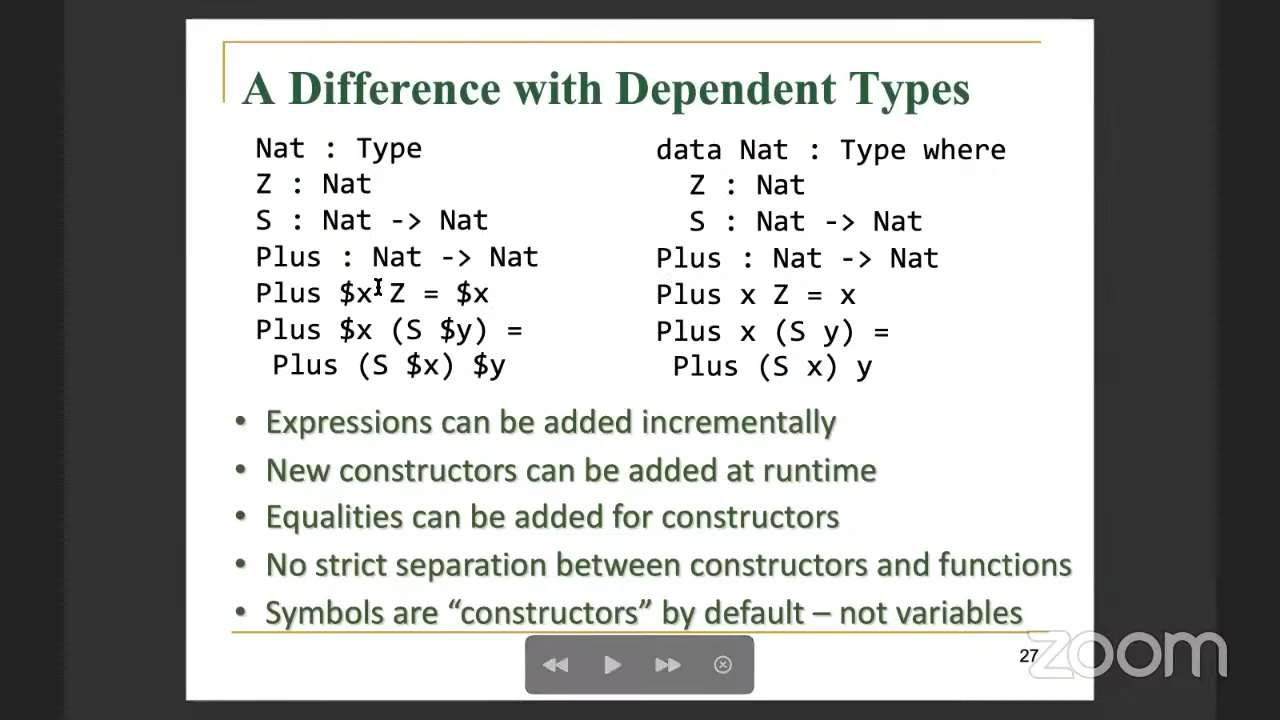 A Difference with Dependent Types
Nat : Type
Z : Nat
S : Nat -> Nat
Plus : Nat -> Nat
Plus $x Z = $x
Plus $x (S $y) =
Plus (S $x) $y
data Nat : Type where
Z : Nat
S : Nat -> Nat
Plus : Nat -> Nat
Plus x Z = x
Plus x (S y) =
Plus (S x) y
• Expressions can be added incrementally
• New constructors can be added at runtime
• Equalities can be added for constructors
• No strict separation between constructors and functions
• Symbols are “constructors” by default – not variables
27
zoom